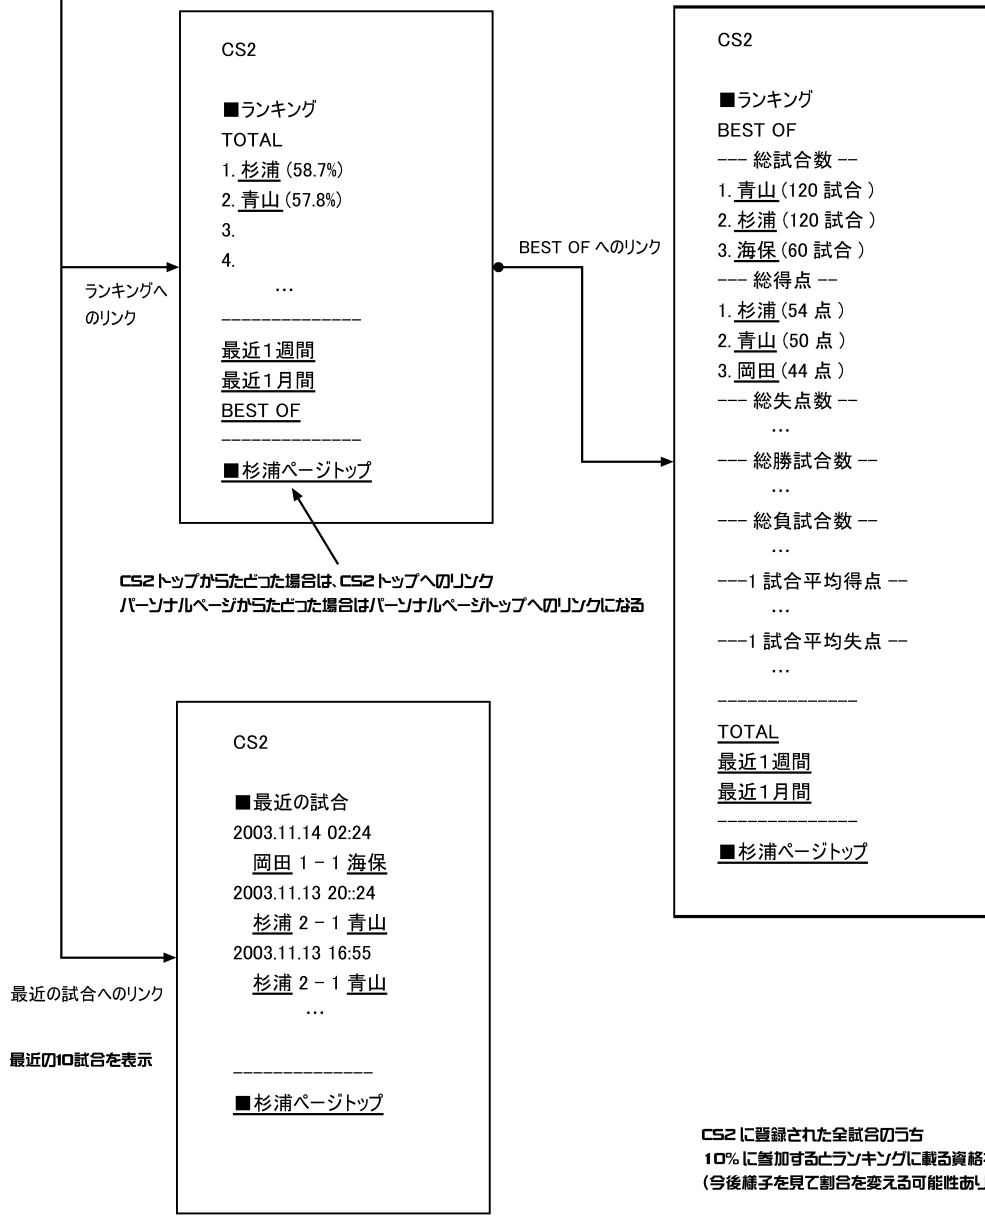 CS2
■ランキング
TOTAL
1. 杉浦 (58.7%)
2. 青山 (57.8%)
3.
4.
…
--------------
最近1週間
最近1月間
BEST OF
--------------
■杉浦ページトップ
ランキングへ
のリンク
CS2トップからたどった場合は、CS2トップへのリンク
パーソナルページからたどった場合はパーソナルページトップへのリンクになる
BEST OF へのリンク
CS2
■ランキング
BEST OF
--- 総試合数 --
1. 青山 (120 試合 )
2. 杉浦 (120 試合 )
3. 海保 (60 試合 )
--- 総得点 --
1. 杉浦 (54 点 )
2. 青山 (50 点 )
3. 岡田 (44 点 )
--- 総失点数 --
…
--- 総勝試合数 --
…
--- 総負試合数 --
…
---1 試合平均得点 --
…
---1 試合平均失点 --
…
--------------
TOTAL
最近1週間
最近1月間
--------------
■杉浦ページトップ
CS2
■最近の試合
2003.11.14 02:24
岡田 1 - 1 海保
2003.11.13 20::24
杉浦 2 - 1 青山
2003.11.13 16:55
杉浦 2 - 1 青山
…
--------------
■杉浦ページトップ
最近の試合へのリンク
最近の10試合を表示
CS2 に登録された全試合のうち
10% に参加するとランキングに載る資格
(今後様子を見て割合を変える可能性あり